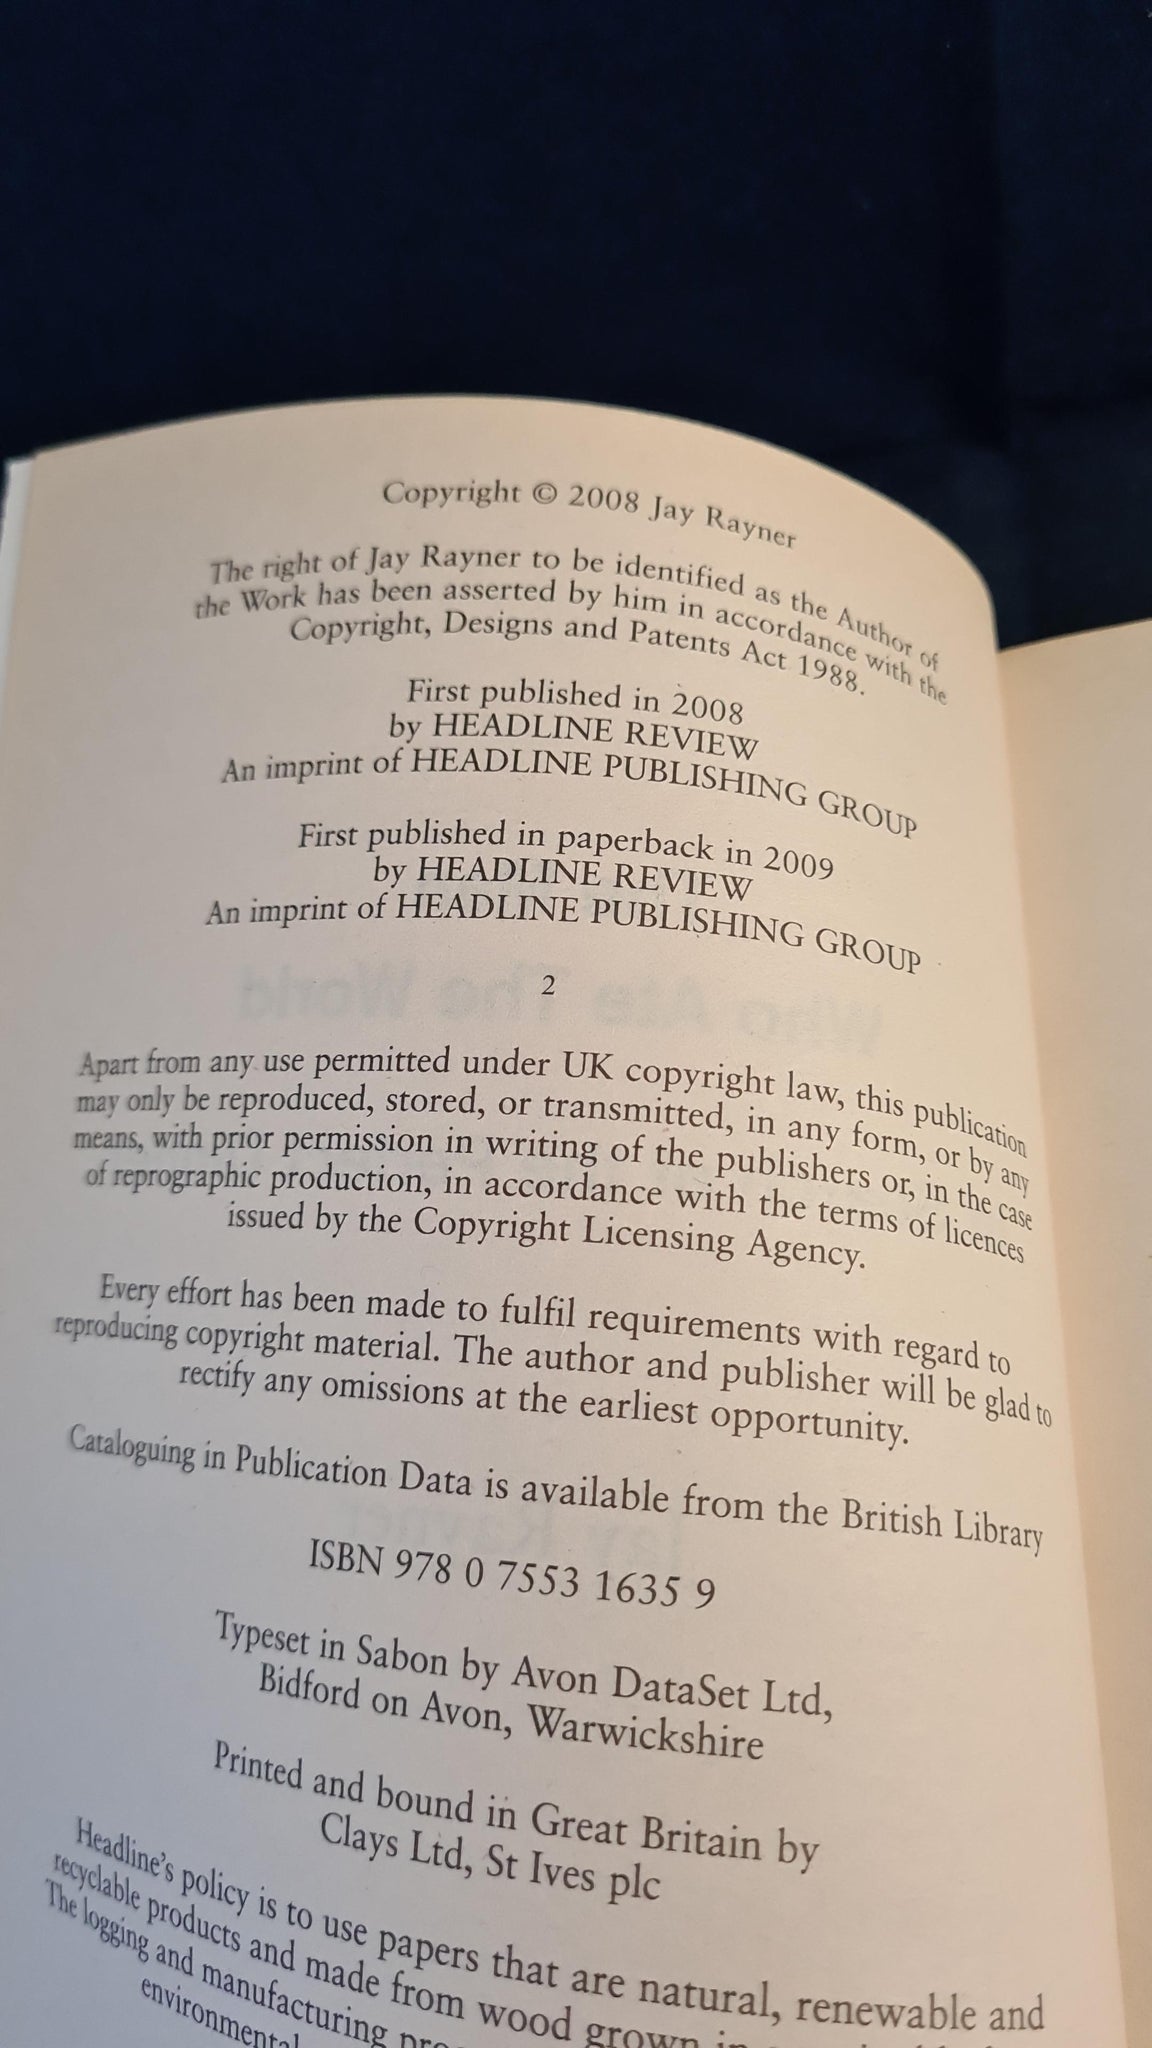 Copyright © 2008 Jay Rayner
The right of Jay Rayner to be identified as the Author of
the Work has been asserted by him in accordance with the
Copyright, Designs and Patents Act 1988.
First published in 2008
by HEADLINE REVIEW
An imprint of HEADLINE PUBLISHING GROUP
First published in paperback in 2009
by HEADLINE REVIEW
An imprint of HEADLINE PUBLISHING GROUP
2
Apart from any use permitted under UK copyright law, this publication
may only be reproduced, stored, or transmitted, in any form, or by any
means, with prior permission in writing of the publishers or, in the case
of reprographic production, in accordance with the terms of licences
issued by the Copyright Licensing Agency.
Every effort has been made to fulfil requirements with regard to
reproducing copyright material. The author and publisher will be glad to
rectify any omissions at the earliest opportunity.
Cataloguing in Publication Data is available from the British Library
ISBN 978 0 7553 1635 9
Typeset in Sabon by Avon DataSet Ltd,
Bidford on Avon, Warwickshire
Printed and bound in Great Britain by
Clays Ltd, St Ives plc
Headline's policy is to use papers that are natural, renewable and
recyclable products and made from wood grown in
The logging and manufacturing
environmental